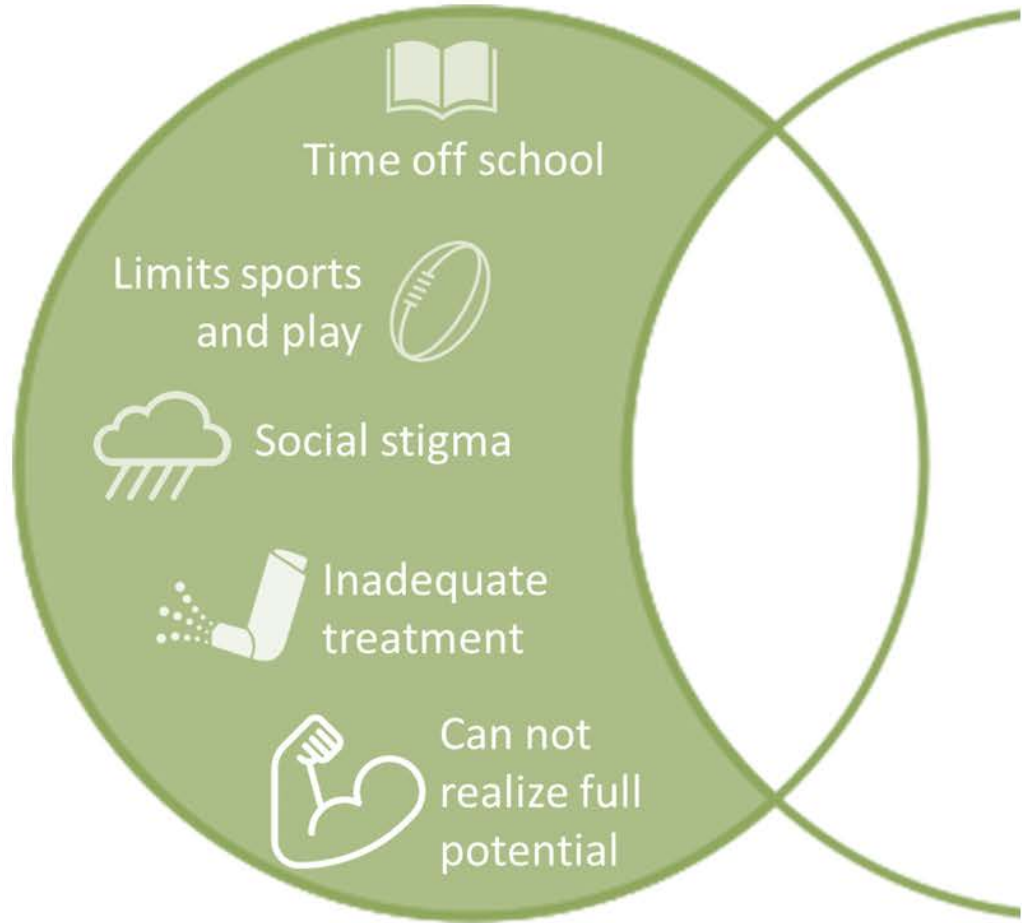 Time off school
Limits sports
and play
Social stigma
Inadequate
treatment
Can not
realize full
potential